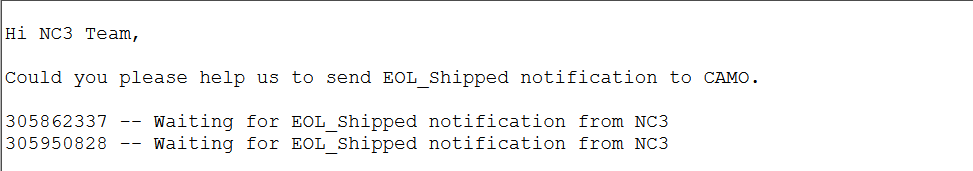 Hi NC3 Team,
Could you please help us to send EOL_Shipped notification to CAMO.
305862337 -- Waiting for EOL_Shipped notification from NC3
305950828 -- Waiting for EOL_Shipped notification from NC3